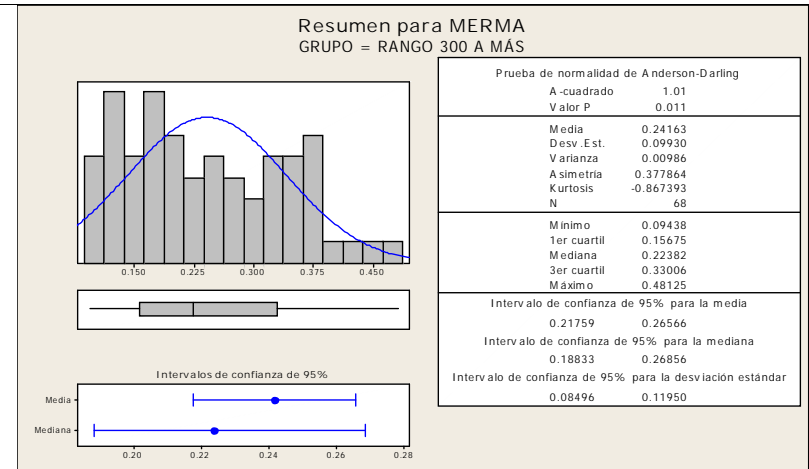 Resumen para MERMA
GRUPO = RANGO 300 A MÁS
0.150 0.225 0.300 0.375 0.450
Intervalos de confianza de 95%
Media
Mediana
0.20 0.22 0.24 0.26 0.28
Prueba de normalidad de Anderson-Darling
A-cuadrado 1.01
Valor P 0.011
Media 0.24163
Desv.Est. 0.09930
Varianza 0.00986
Asimetría 0.377864
Kurtosis -0.867393
N 68
Mínimo 0.09438
1er cuartil 0.15675
Mediana 0.22382
3er cuartil 0.33006
Máximo 0.48125
Intervalo de confianza de 95% para la media
0.21759 0.26566
Intervalo de confianza de 95% para la mediana
0.18833 0.26856
Intervalo de confianza de 95% para la desviación estándar
0.08496 0.11950